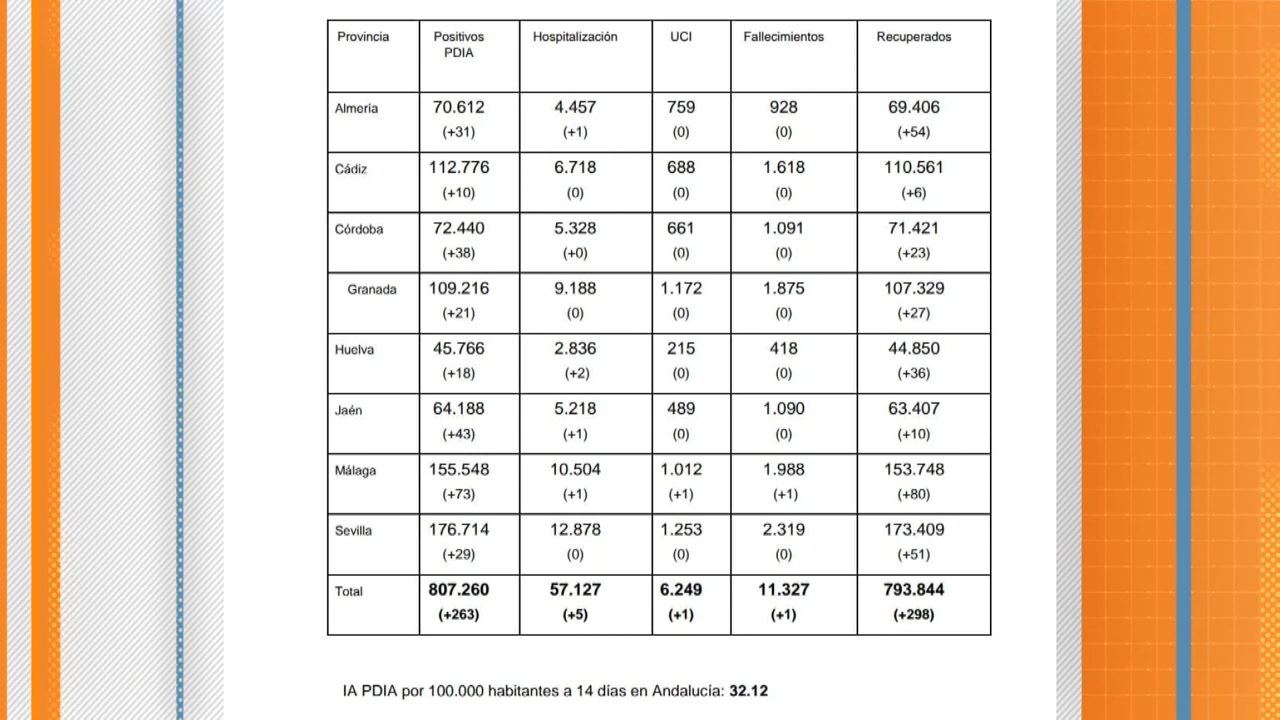 Provincia Positivos PDIA Hospitalización UCI Fallecimientos Recuperados
Almería 70.612 4.457 759 928 69.406
(+31) (+1) (0) (0) (+54)
Cádiz 112.776 6.718 688 1.618 110.561
(+10) (0) (0) (0) (+6)
Córdoba 72.440 5.328 661 1.091 71.421
(+38) (+0) (0) (0) (+23)
Granada 109.216 9.188 1.172 1.875 107.329
(+21) (0) (0) (0) (+27)
Huelva 45.766 2.836 215 418 44.850
(+18) (+2) (0) (0) (+36)
Jaén 64.188 5.218 489 1.090 63.407
(+43) (+1) (0) (0) (+10)
Málaga 155.548 10.504 1.012 1.988 153.748
(+73) (+1) (+1) (+1) (+80)
Sevilla 176.714 12.878 1.253 2.319 173.409
(+29) (0) (0) (0) (+51)
Total 807.260 57.127 6.249 11.327 793.844
(+263) (+5) (+1) (+1) (+298)
IA PDIA por 100.000 habitantes a 14 días en Andalucía: 32.12